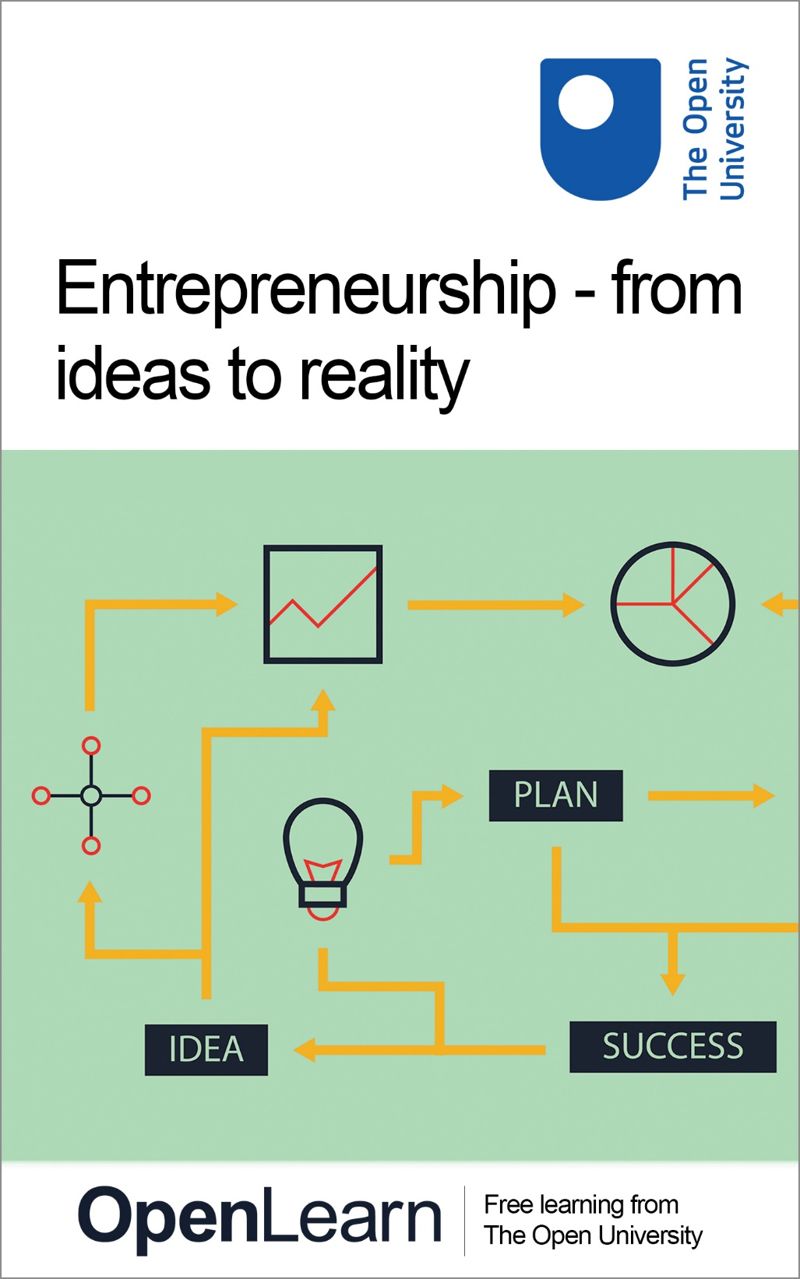 The Open
University
Entrepreneurship - from
ideas to reality
PLAN
IDEA
SUCCESS
OpenLearn
Free learning from
The Open University